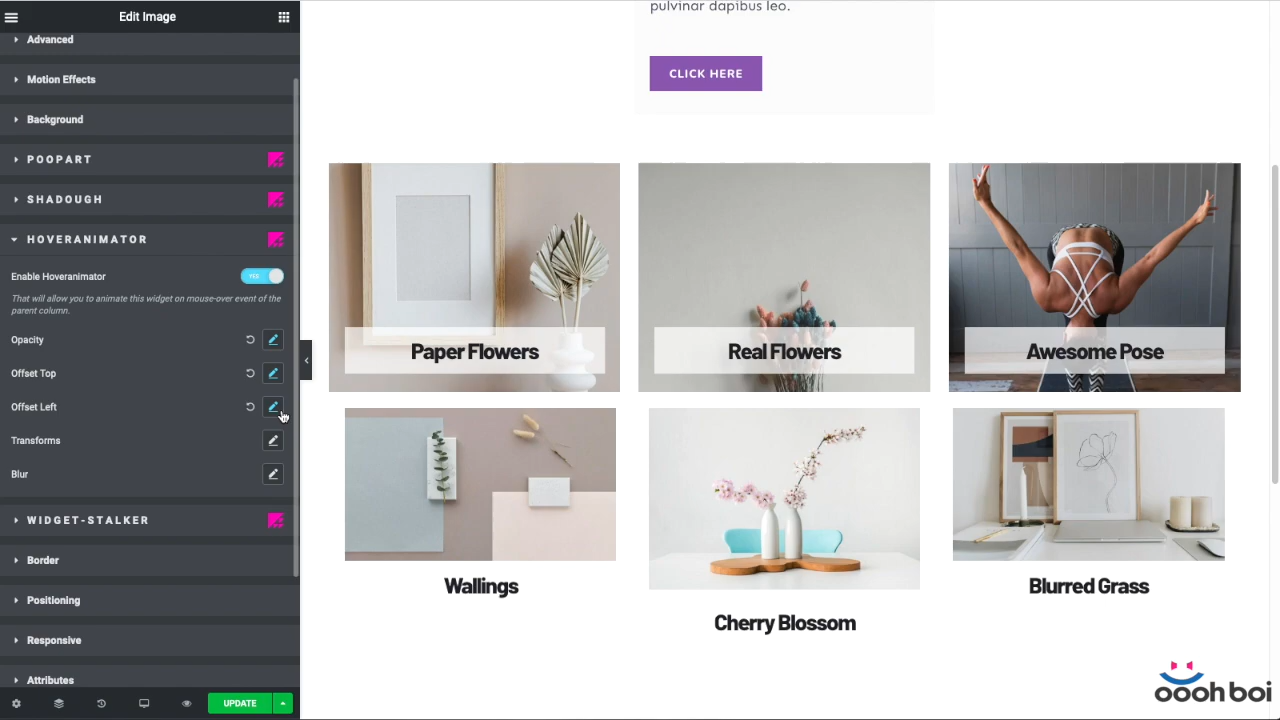 Edit Image
Advanced
Motion Effects
Background
POOPART
SHADOUGH
HOVERANIMATOR
Enable Hoveranimator
YES
That will allow you to animate this widget on mouse-over event of the
parent column.
Opacity
Offset Top
Offset Left
Transforms
Blur
WIDGET-STALKER
Border
Positioning
Responsive
Attributes
UPDATE
pulvinar dapibus leo.
CLICK HERE
Paper Flowers
Real Flowers
Awesome Pose
Wallings
Cherry Blossom
Blurred Grass
oooh boi